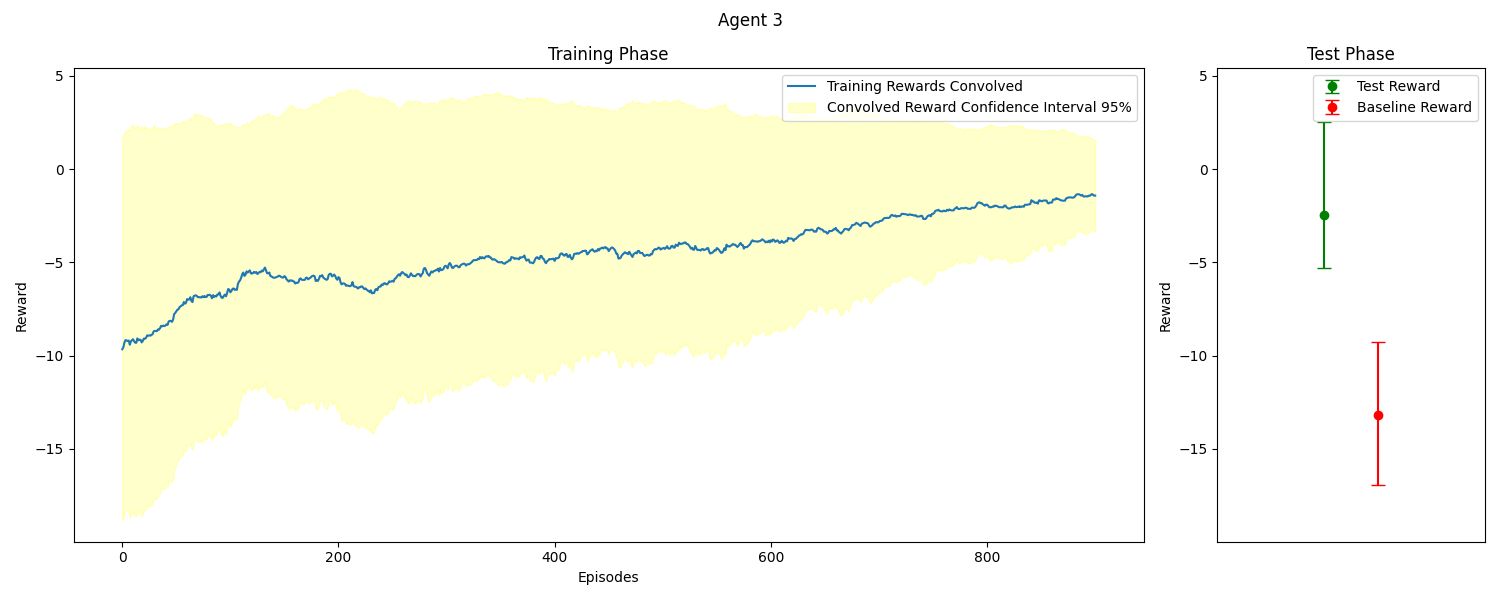 Agent 3
Training Phase
Training Rewards Convolved
Convolved Reward Confidence Interval 95%
5
0
−5
−10
−15
Reward
0
200
400
600
800
Episodes
Test Phase
Test Reward
Baseline Reward
5
0
−5
−10
−15
Reward